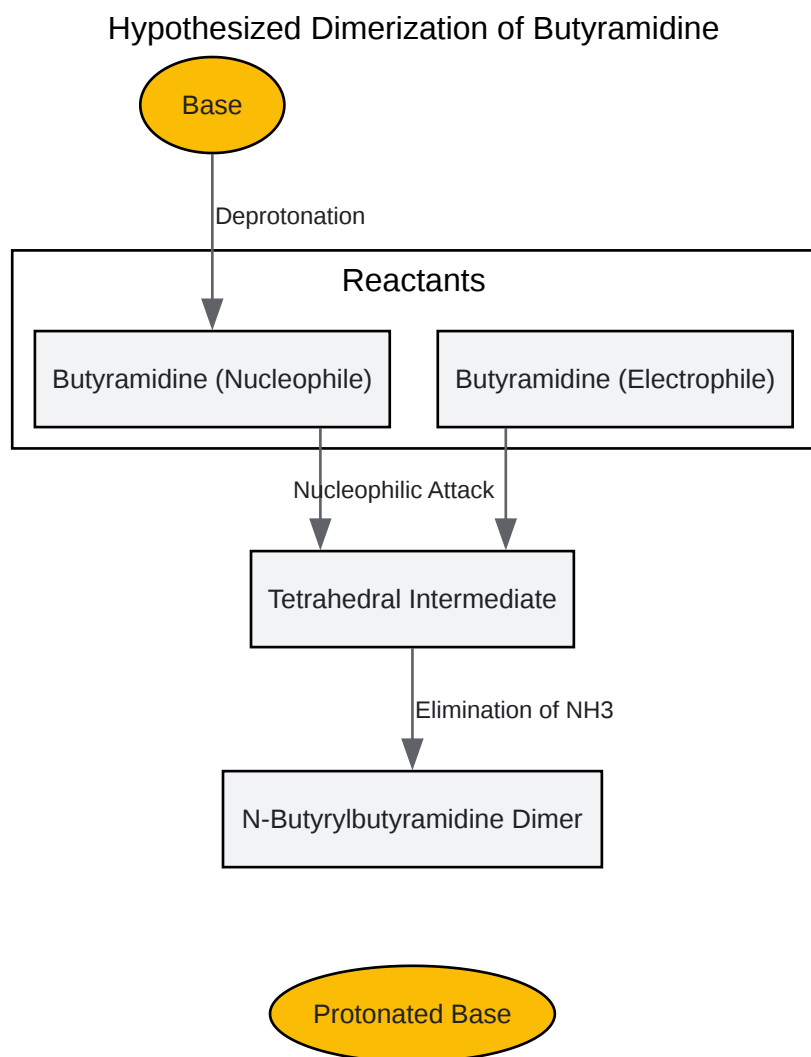 Hypothesized Dimerization of Butyramidine
Base
Deprotonation
Reactants
Butyramidine (Nucleophile)
Butyramidine (Electrophile)
Nucleophilic Attack
Tetrahedral Intermediate
Elimination of NH3
N-Butyrylbutyramidine Dimer
Protonated Base